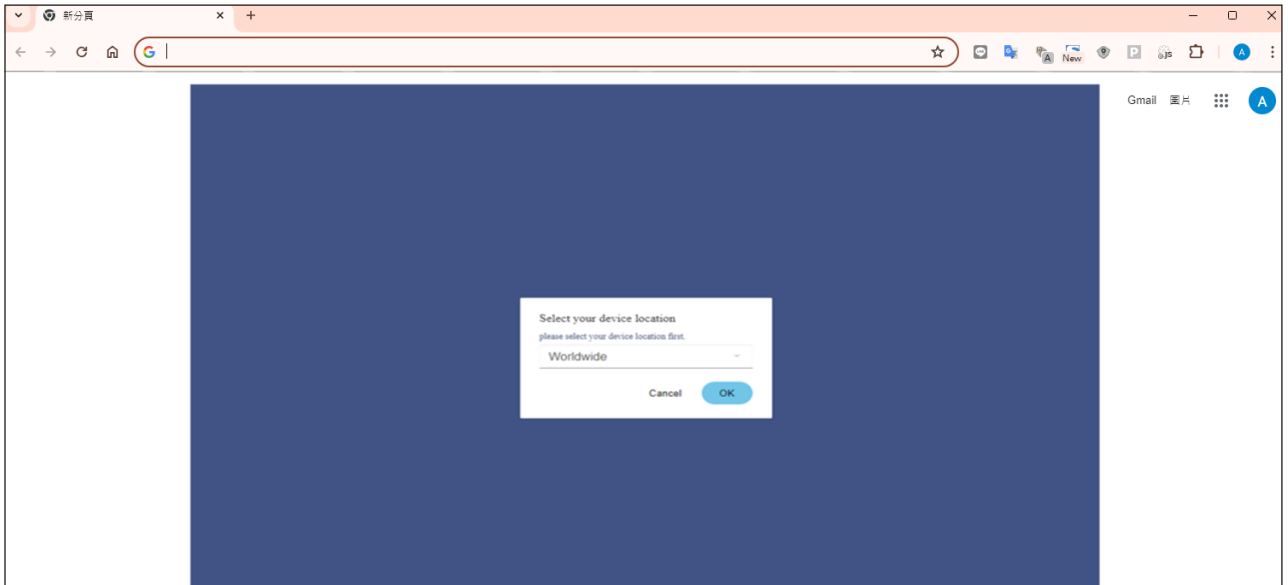 新分頁
New
Gmail 圖片
A
Select your device location
please select your device location first.
Worldwide
Cancel OK